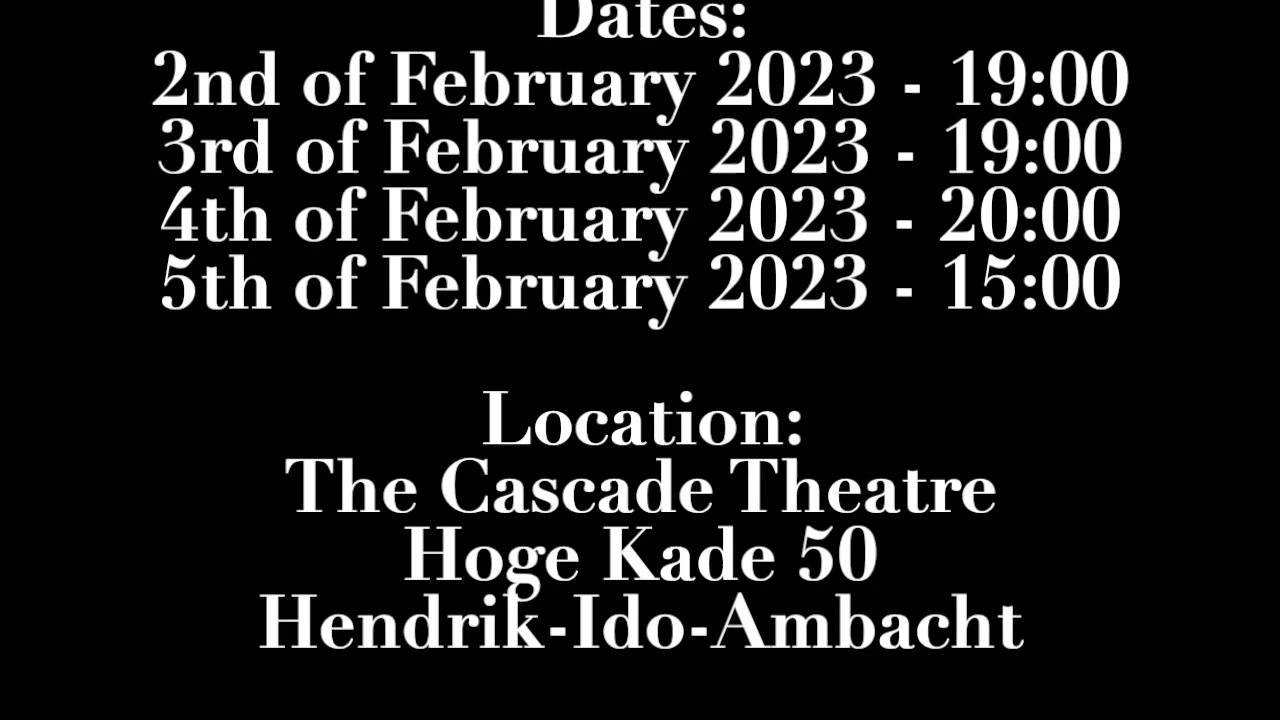 Dates:
2nd of February 2023 - 19:00
3rd of February 2023 - 19:00
4th of February 2023 - 20:00
5th of February 2023 - 15:00
Location:
The Cascade Theatre
Hoge Kade 50
Hendrik-Ido-Ambacht